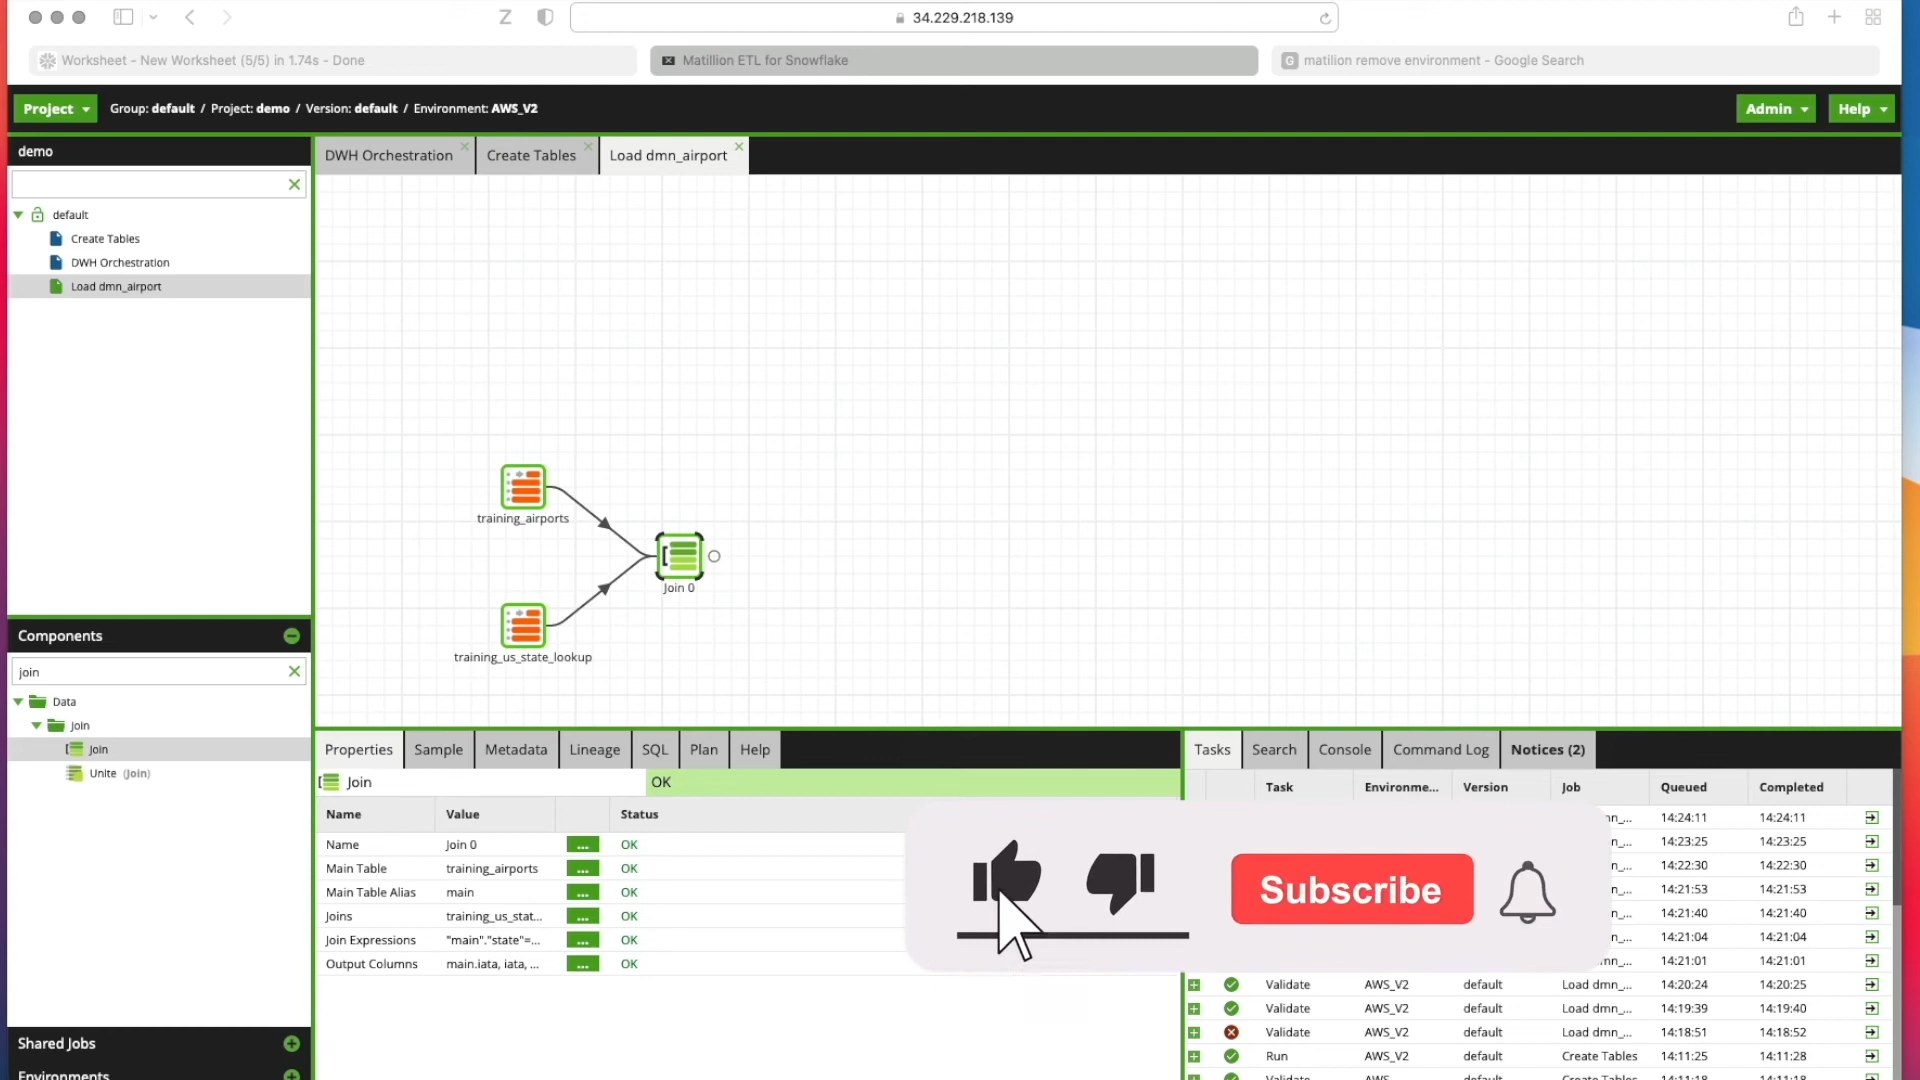 34.229.218.139
Worksheet - New Worksheet (5/5) in 1.74s - Done
Matillion ETL for Snowflake
G matilion remove environment - Google Search
Project
Group: default / Project: demo / Version: default / Environment: AWS_V2
Admin
Help
demo
DWH Orchestration
Create Tables
Load dmn_airport
default
Create Tables
DWH Orchestration
Load dmn_airport
training_airports
Join 0
training_us_state_lookup
Components
join
Data
Join
Join
Unite (Join)
Shared Jobs
Environments
Properties
Sample
Metadata
Lineage
SQL
Plan
Help
Join
OK
Name Value Status
Name Join 0 ... OK
Main Table training_airports ... OK
Main Table Alias main ... OK
Joins training_us_stat... ... OK
Join Expressions "main"."state"=... ... OK
Output Columns main.iata, iata, ... ... OK
Tasks
Search
Console
Command Log
Notices (2)
Task Environme... Version Job Queued Completed
14:24:11 14:24:11
14:23:25 14:23:25
14:22:30 14:22:30
14:21:53 14:21:53
14:21:40 14:21:40
14:21:04 14:21:04
14:21:01 14:21:01
Validate AWS_V2 default Load dmn_... 14:20:24 14:20:25
Validate AWS_V2 default Load dmn_... 14:19:39 14:19:40
Validate AWS_V2 default Load dmn_... 14:18:51 14:18:52
Run AWS_V2 default Create Tables 14:11:25 14:11:28
Subscribe